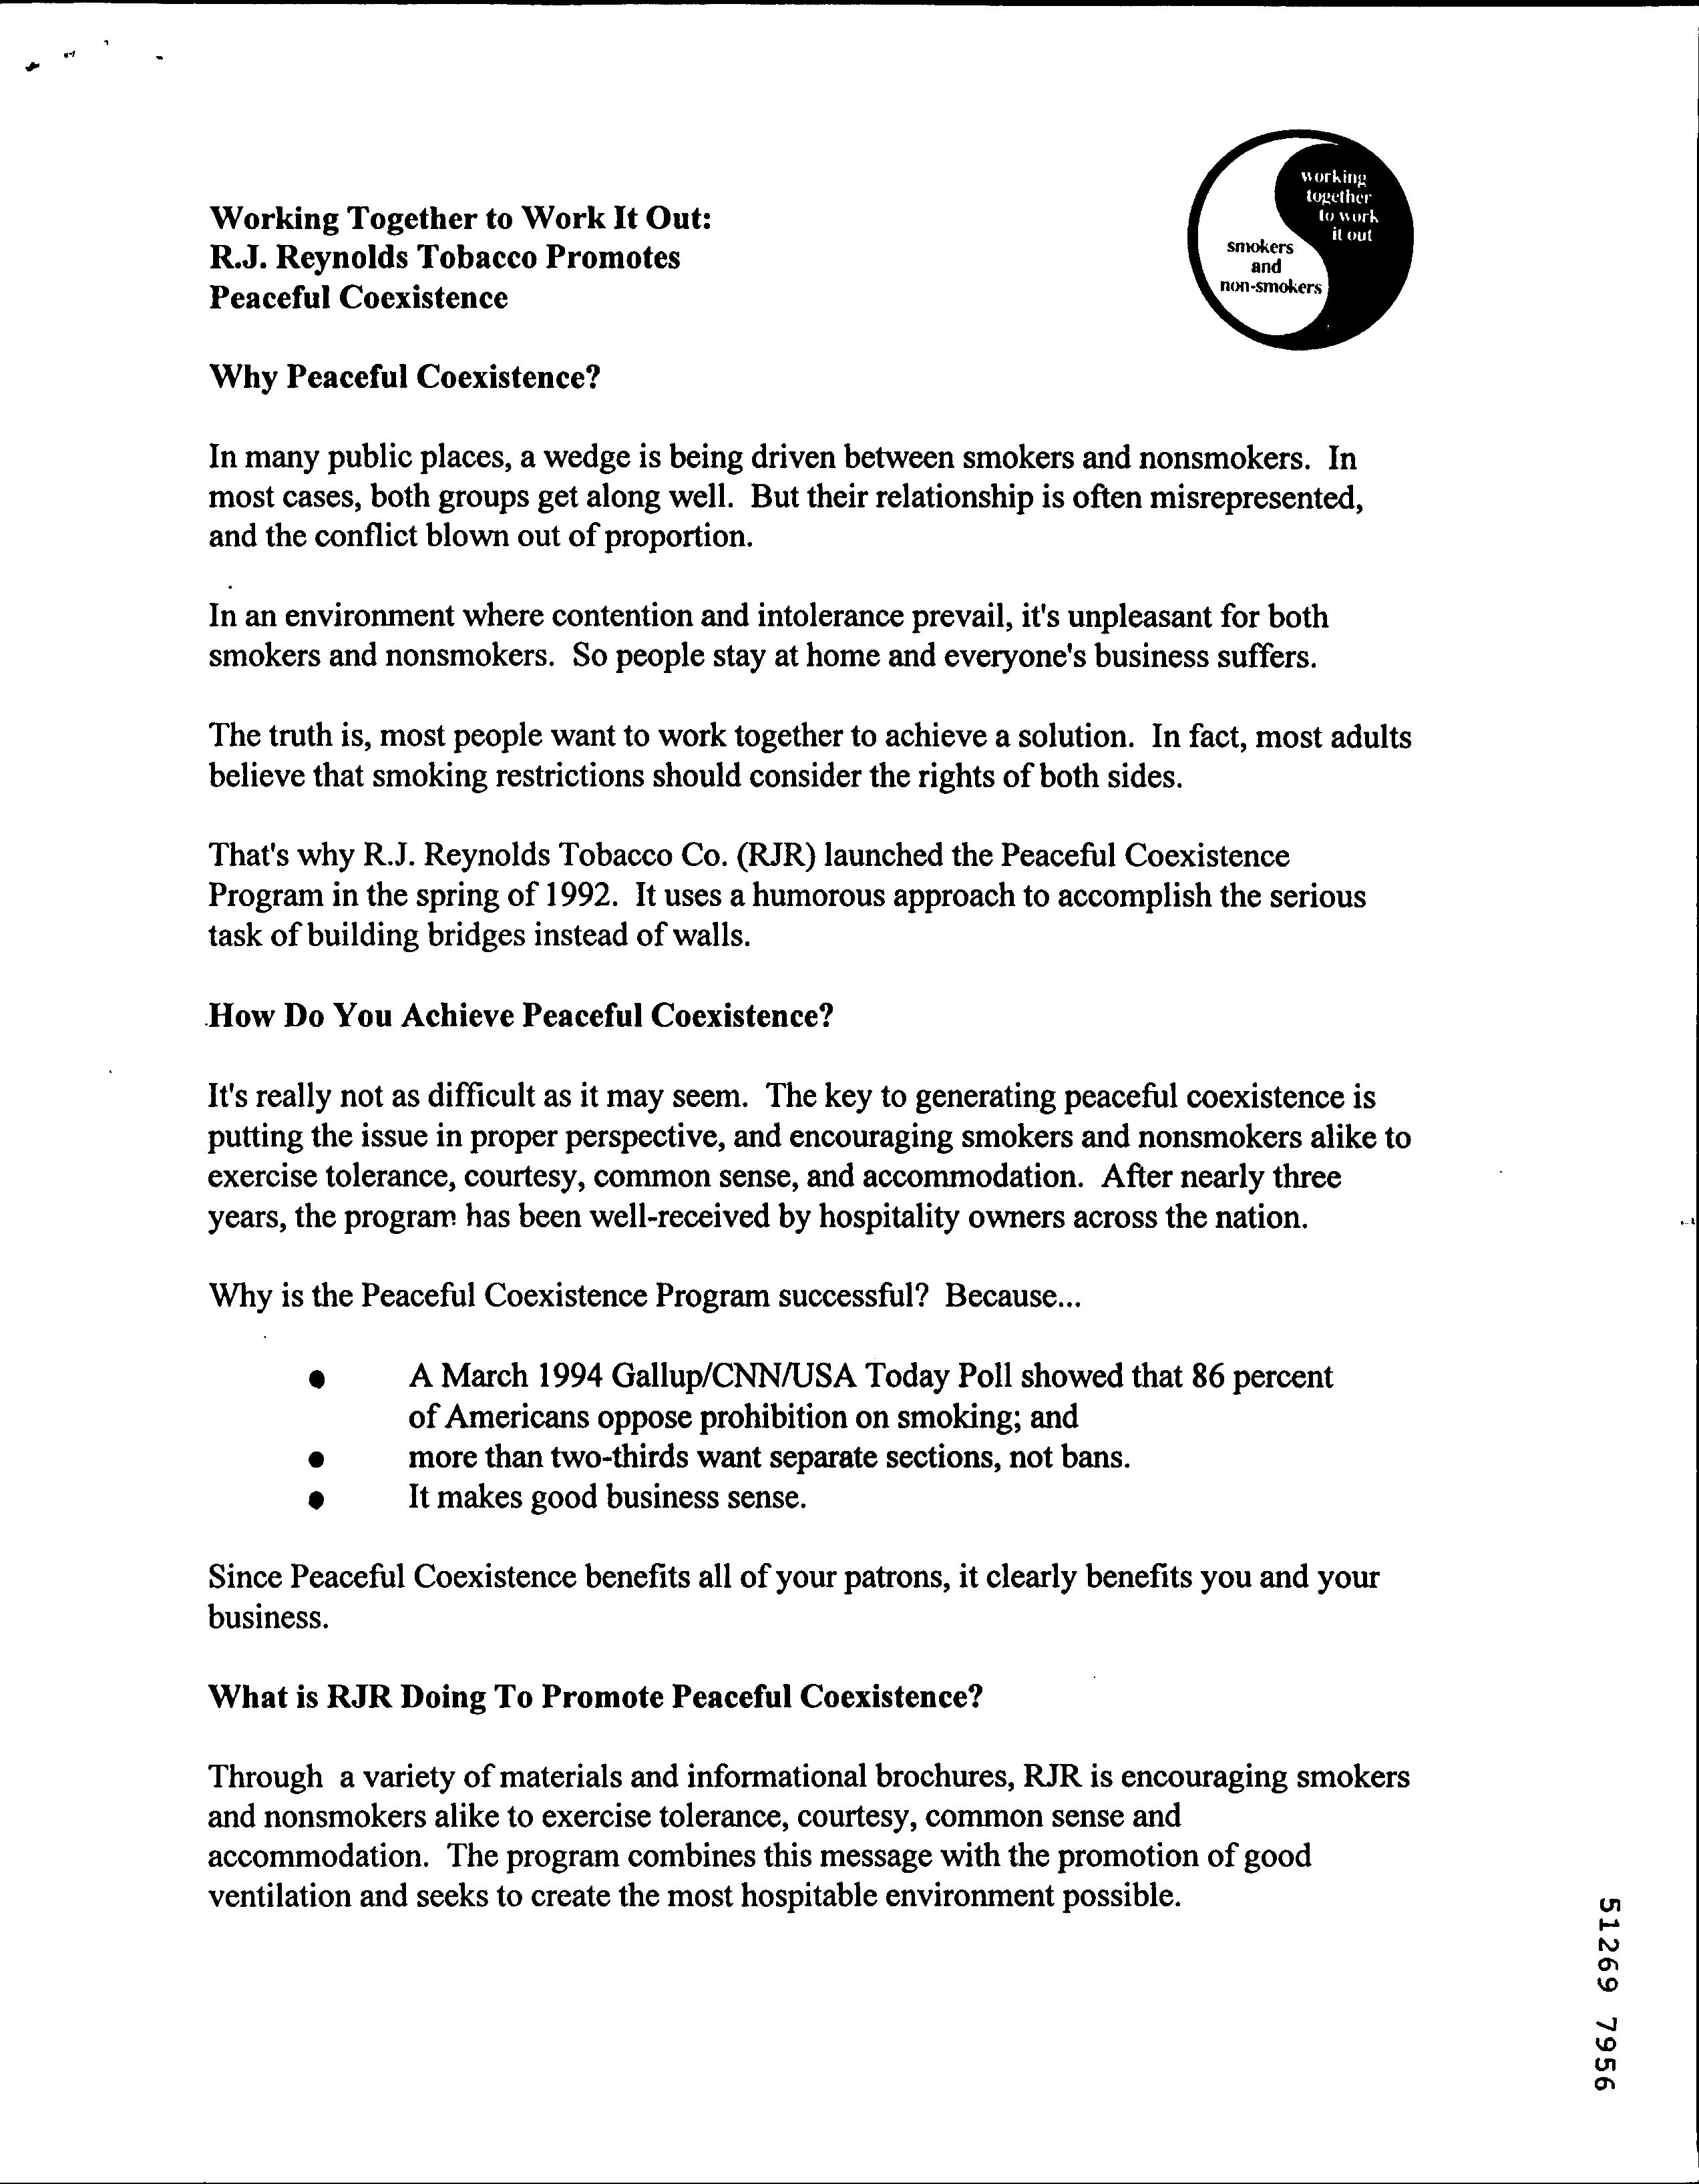 working
together
to work
it out
smokers
and
non-smokers
Working Together to Work It Out:
R.J. Reynolds Tobacco Promotes
Peaceful Coexistence
Why Peaceful Coexistence?
In many public places, a wedge is being driven between smokers and nonsmokers. In
most cases, both groups get along well. But their relationship is often misrepresented,
and the conflict blown out of proportion.
In an environment where contention and intolerance prevail, it's unpleasant for both
smokers and nonsmokers. So people stay at home and everyone's business suffers.
The truth is, most people want to work together to achieve a solution. In fact, most adults
believe that smoking restrictions should consider the rights of both sides.
That's why R.J. Reynolds Tobacco Co. (RJR) launched the Peaceful Coexistence
Program in the spring of 1992. It uses a humorous approach to accomplish the serious
task of building bridges instead of walls.
How Do You Achieve Peaceful Coexistence?
It's really not as difficult as it may seem. The key to generating peaceful coexistence is
putting the issue in proper perspective, and encouraging smokers and nonsmokers alike to
exercise tolerance, courtesy, common sense, and accommodation. After nearly three
years, the program has been well-received by hospitality owners across the nation.
Why is the Peaceful Coexistence Program successful? Because...
● A March 1994 Gallup/CNN/USA Today Poll showed that 86 percent
of Americans oppose prohibition on smoking; and
● more than two-thirds want separate sections, not bans.
● It makes good business sense.
Since Peaceful Coexistence benefits all of your patrons, it clearly benefits you and your
business.
What is RJR Doing To Promote Peaceful Coexistence?
Through a variety of materials and informational brochures, RJR is encouraging smokers
and nonsmokers alike to exercise tolerance, courtesy, common sense and
accommodation. The program combines this message with the promotion of good
ventilation and seeks to create the most hospitable environment possible.
51269 7956